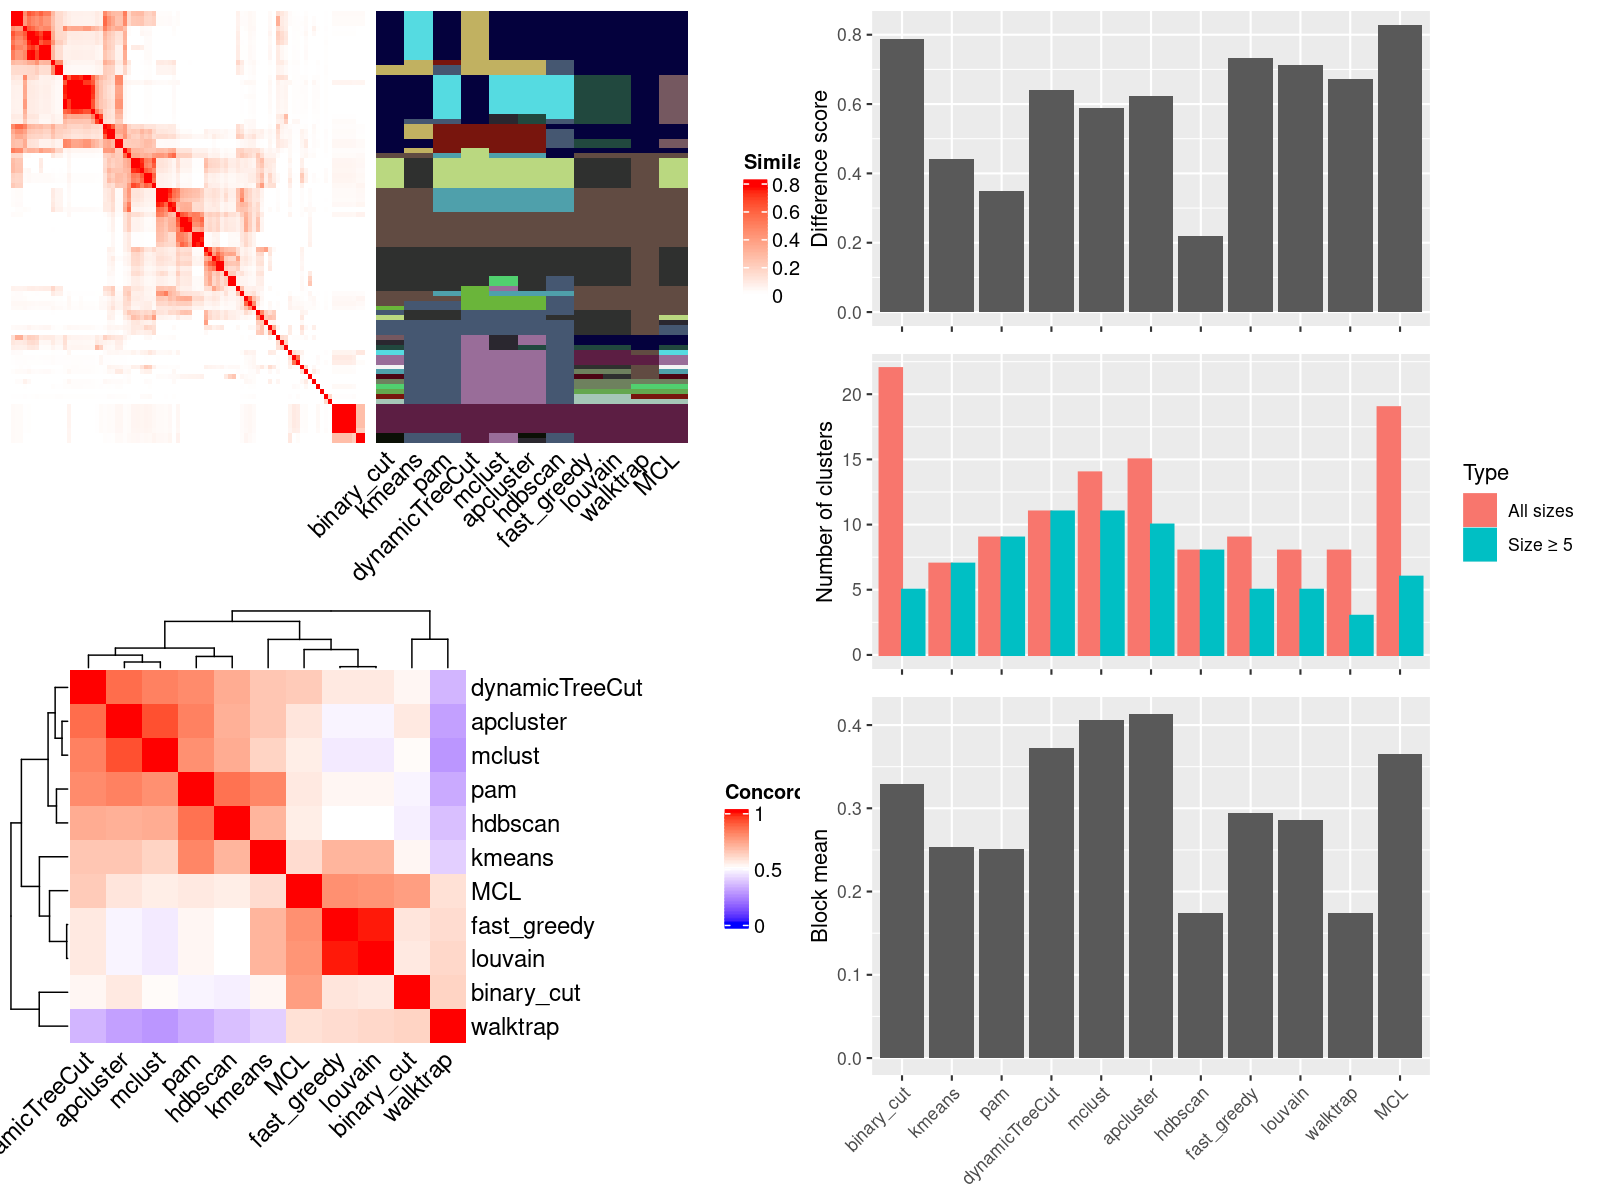 Simila
0.8
0.6
0.4
0.2
0
binary_cut
kmeans
pam
dynamicTreeCut
mclust
apcluster
hdbscan
fast_greedy
louvain
walktrap
MCL
dynamicTreeCut
apcluster
mclust
pam
hdbscan
kmeans
MCL
fast_greedy
louvain
binary_cut
walktrap
Concord
1
0.5
0
amicTreeCut
apcluster
mclust
pam
hdbscan
kmeans
MCL
fast_greedy
louvain
binary_cut
walktrap
Difference score
0.8
0.6
0.4
0.2
0.0
Number of clusters
20
15
10
5
0
Type
All sizes
Size ≥ 5
Block mean
0.4
0.3
0.2
0.1
0.0
binary_cut
kmeans
pam
dynamicTreeCut
mclust
apcluster
hdbscan
fast_greedy
louvain
walktrap
MCL